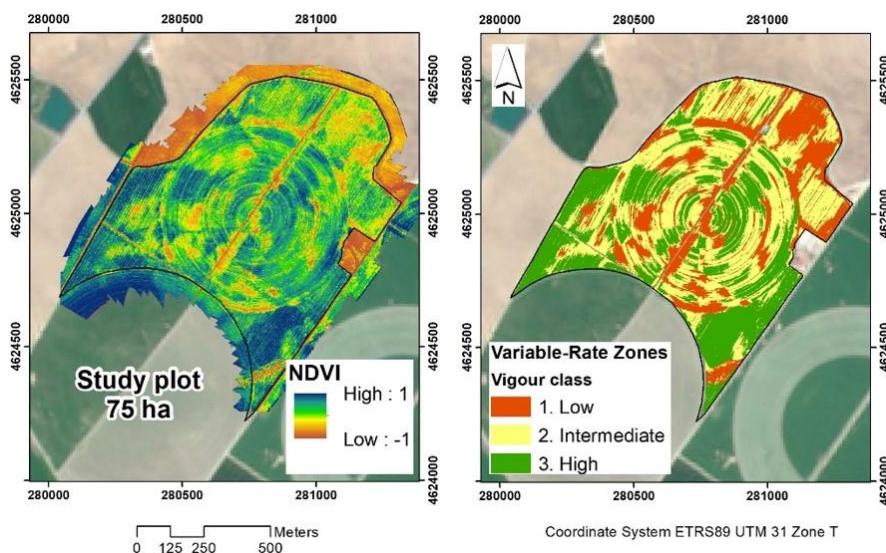 280000
280500
281000
280000
280500
281000
4625500
4625000
4624500
4624000
4625500
4625000
4624500
4624000
N
Study plot
75 ha
NDVI
High : 1
Low : -1
Variable-Rate Zones
Vigour class
1. Low
2. Intermediate
3. High
280000
280500
281000
280000
280500
281000
Meters
0 125 250 500
Coordinate System ETRS89 UTM 31 Zone T